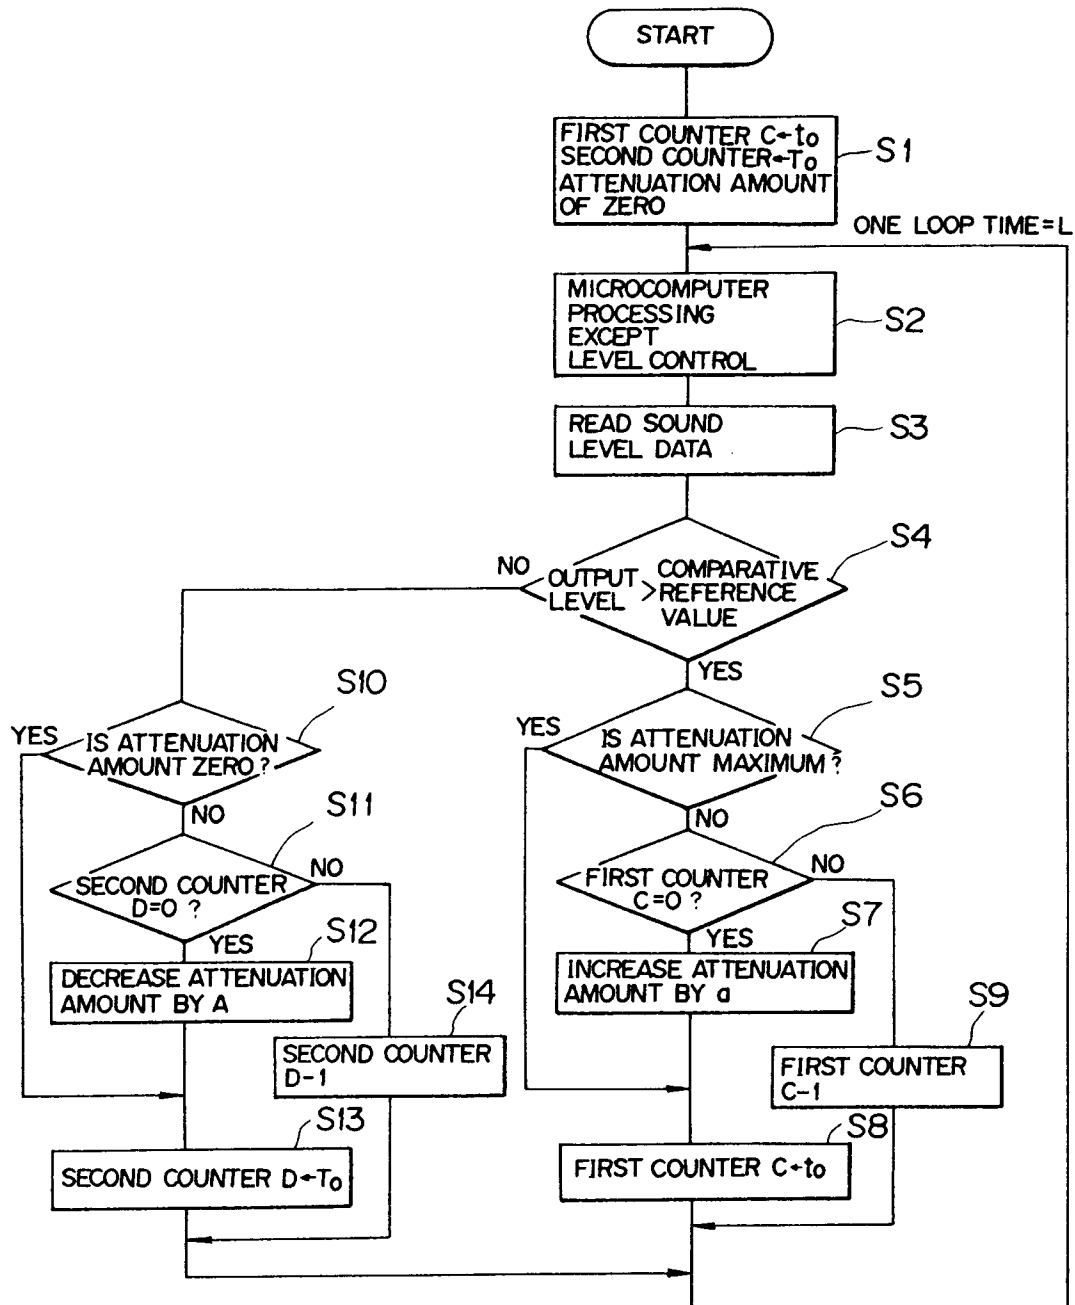 START
FIRST COUNTER C←to
SECOND COUNTER←To
ATTENUATION AMOUNT
OF ZERO
S1
ONE LOOP TIME=L
MICROCOMPUTER
PROCESSING
EXCEPT
LEVEL CONTROL
S2
READ SOUND
LEVEL DATA
S3
S4
NO
OUTPUT
LEVEL
>
COMPARATIVE
REFERENCE
VALUE
YES
S10
YES
IS ATTENUATION
AMOUNT ZERO?
NO
S5
YES
IS ATTENUATION
AMOUNT MAXIMUM?
NO
S11
SECOND COUNTER
D=0 ?
NO
YES
S6
FIRST COUNTER
C=0 ?
NO
YES
S12
DECREASE ATTENUATION
AMOUNT BY A
S7
INCREASE ATTENUATION
AMOUNT BY a
S14
SECOND COUNTER
D-1
S9
FIRST COUNTER
C-1
S13
SECOND COUNTER D←To
S8
FIRST COUNTER C←to